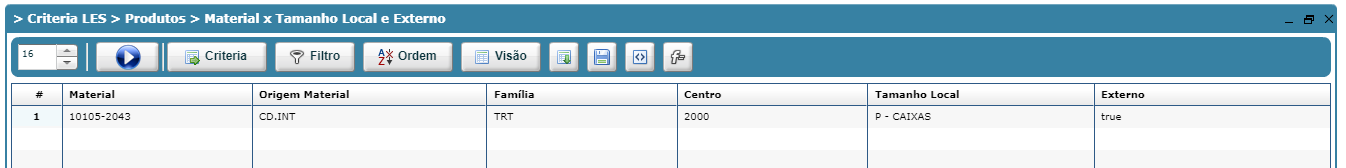 > Criteria LES > Produtos > Material x Tamanho Local e Externo
16 Criteria Filtro Ordem Visão
# Material Origem Material Família Centro Tamanho Local Externo
1 10105-2043 CD.INT TRT 2000 P - CAIXAS true